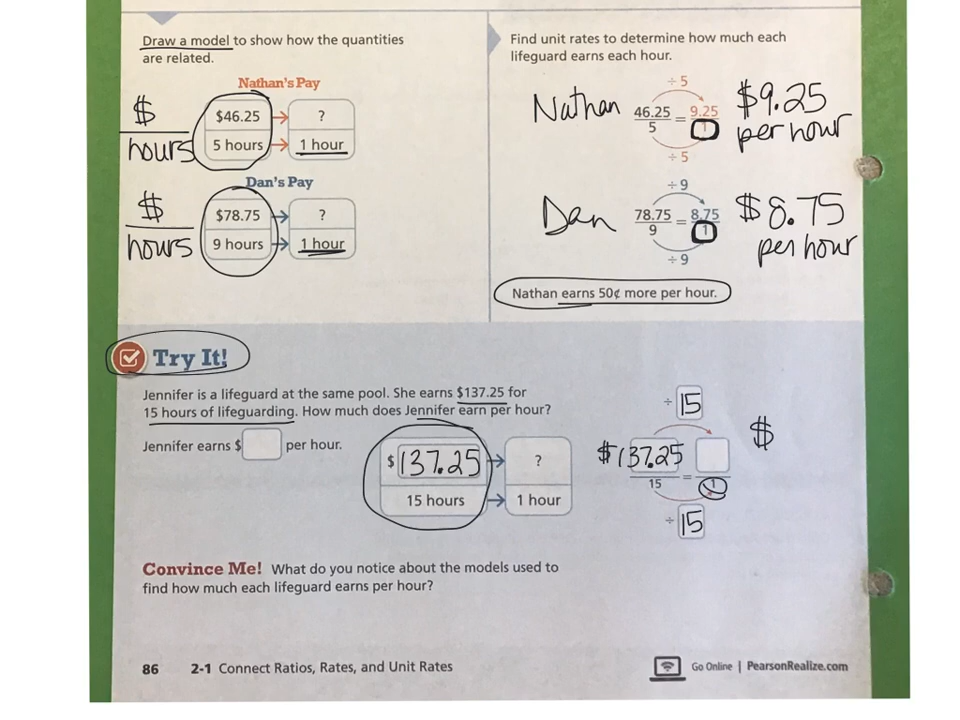 Draw a model to show how the quantities
are related.
Nathan's Pay
$
hours
$46.25 ?
5 hours 1 hour
Dan's Pay
$
hours
$78.75 ?
9 hours 1 hour
Find unit rates to determine how much each
lifeguard earns each hour.
÷ 5
Nathan 46.25 = 9.25 $9.25
5 1 per hour
÷ 5
÷ 9
Dan 78.75 = 8.75 $8.75
9 1 per hour
÷ 9
Nathan earns 50¢ more per hour.
Try It!
Jennifer is a lifeguard at the same pool. She earns $137.25 for
15 hours of lifeguarding. How much does Jennifer earn per hour?
Jennifer earns $ per hour.
$ 137.25 ?
15 hours 1 hour
÷ 15
$137.25 $
15 = 1
÷ 15
Convince Me! What do you notice about the models used to
find how much each lifeguard earns per hour?
86 2-1 Connect Ratios, Rates, and Unit Rates
Go Online | PearsonRealize.com